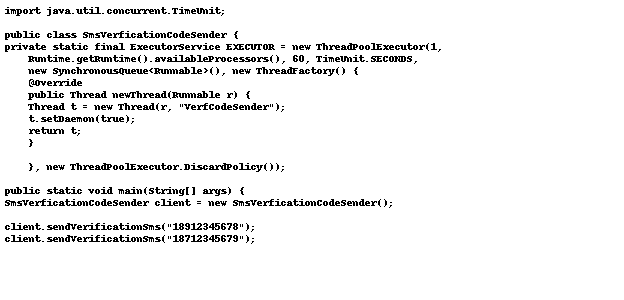 import java.util.concurrent.TimeUnit;
public class SmsVerficationCodeSender {
private static final ExecutorService EXECUTOR = new ThreadPoolExecutor(1,
Runtime.getRuntime().availableProcessors(), 60, TimeUnit.SECONDS,
new SynchronousQueue<Runnable>(), new ThreadFactory() {
@Override
public Thread newThread(Runnable r) {
Thread t = new Thread(r, "VerfCodeSender");
t.setDaemon(true);
return t;
}
}, new ThreadPoolExecutor.DiscardPolicy());
public static void main(String[] args) {
SmsVerficationCodeSender client = new SmsVerficationCodeSender();
client.sendVerificationSms("18912345678");
client.sendVerificationSms("18712345679");